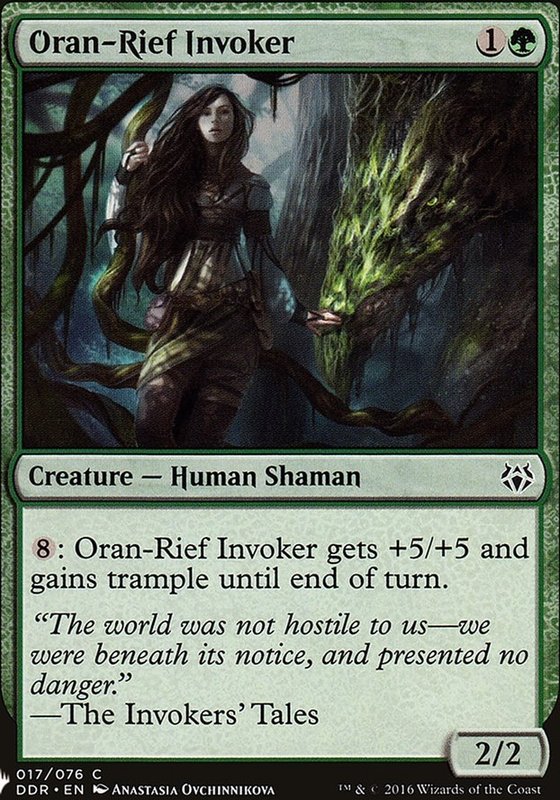 Oran-Rief Invoker 1
Creature — Human Shaman
8: Oran-Rief Invoker gets +5/+5 and
gains trample until end of turn.
“The world was not hostile to us—we
were beneath its notice, and presented no
danger.”
—The Invokers’ Tales
2/2
017/076 C
DDR • EN Anastasia Ovchinnikova
™ & © 2016 Wizards of the Coast